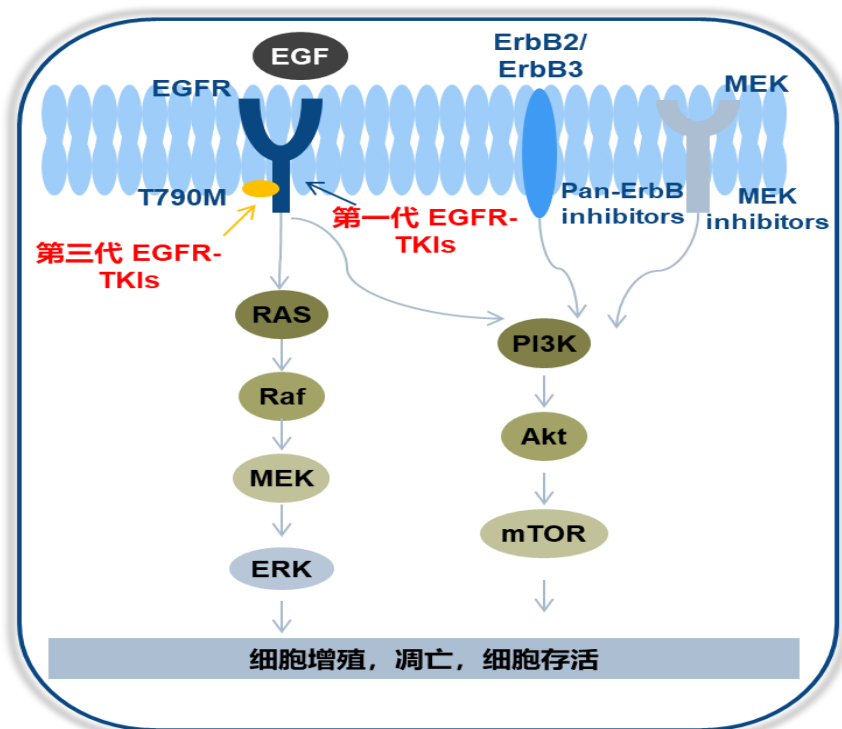 EGF
ErbB2/
ErbB3
EGFR
MEK
T790M
第一代 EGFR-
TKIs
第三代 EGFR-
TKIs
Pan-ErbB
inhibitors
MEK
inhibitors
RAS
PI3K
Raf
Akt
MEK
mTOR
ERK
细胞增殖，凋亡，细胞存活